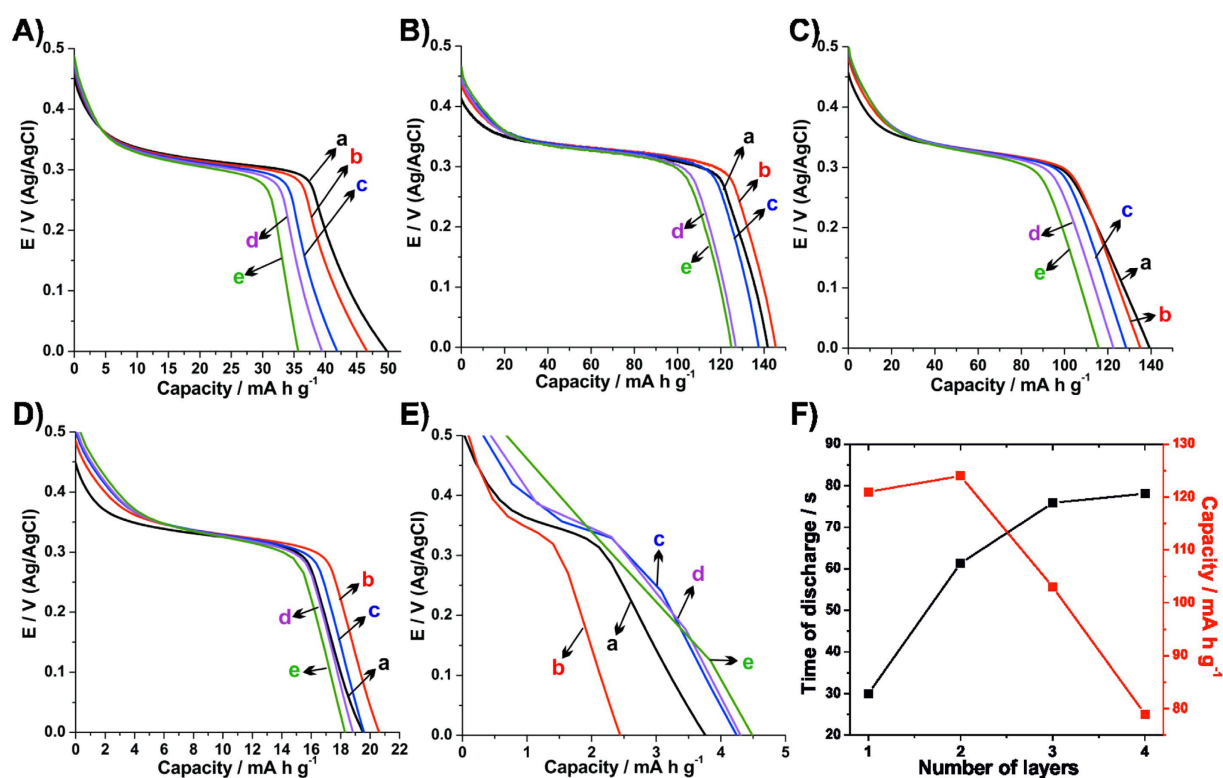 A)
0.5
0.4
0.3
0.2
0.1
0.0
E / V (Ag/AgCl)
a
b
c
d
e
0 5 10 15 20 25 30 35 40 45 50
Capacity / mA h g-1
B)
0.5
0.4
0.3
0.2
0.1
0.0
E / V (Ag/AgCl)
a
b
c
d
e
0 20 40 60 80 100 120 140
Capacity / mA h g-1
C)
0.5
0.4
0.3
0.2
0.1
0.0
E / V (Ag/AgCl)
c
d
e
a
b
0 20 40 60 80 100 120 140
Capacity / mA h g-1
D)
0.5
0.4
0.3
0.2
0.1
0.0
E / V (Ag/AgCl)
b
c
d
a
e
0 2 4 6 8 10 12 14 16 18 20 22
Capacity / mA h g-1
E)
0.5
0.4
0.3
0.2
0.1
0.0
E / V (Ag/AgCl)
c
d
a
b
e
0 1 2 3 4 5
Capacity / mA h g-1
F)
90
80
70
60
50
40
30
20
Time of discharge / s
130
120
110
100
90
80
Capacity / mA h g-1
1 2 3 4
Number of layers